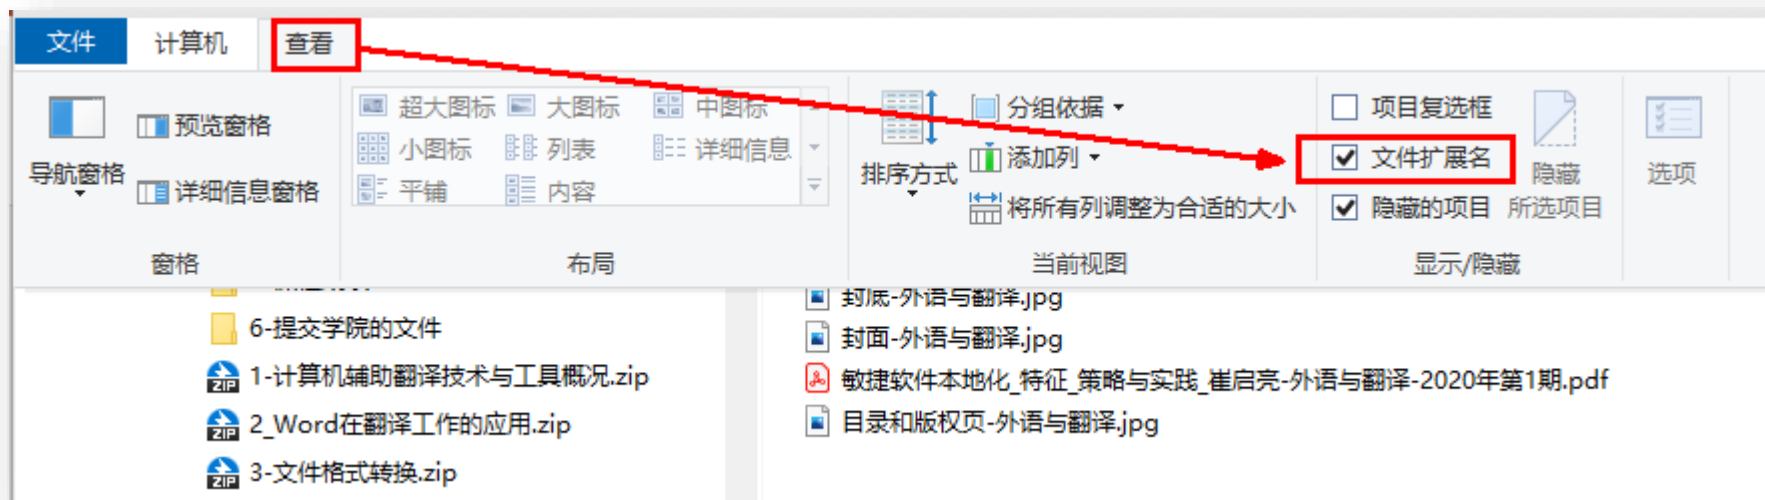 文件 计算机 查看
超大图标 大图标 中图标
小图标 列表 详细信息
平铺 内容
导航窗格
预览窗格
详细信息窗格
排序方式
分组依据
添加列
将所有列调整为合适的大小
项目复选框
文件扩展名
隐藏的项目
隐藏
所选项目
选项
窗格 布局 当前视图 显示/隐藏
6-提交学院的文件
1-计算机辅助翻译技术与工具概况.zip
2_Word在翻译工作的应用.zip
3-文件格式转换.zip
封底-外语与翻译.jpg
封面-外语与翻译.jpg
敏捷软件本地化_特征_策略与实践_崔启亮-外语与翻译-2020年第1期.pdf
目录和版权页-外语与翻译.jpg